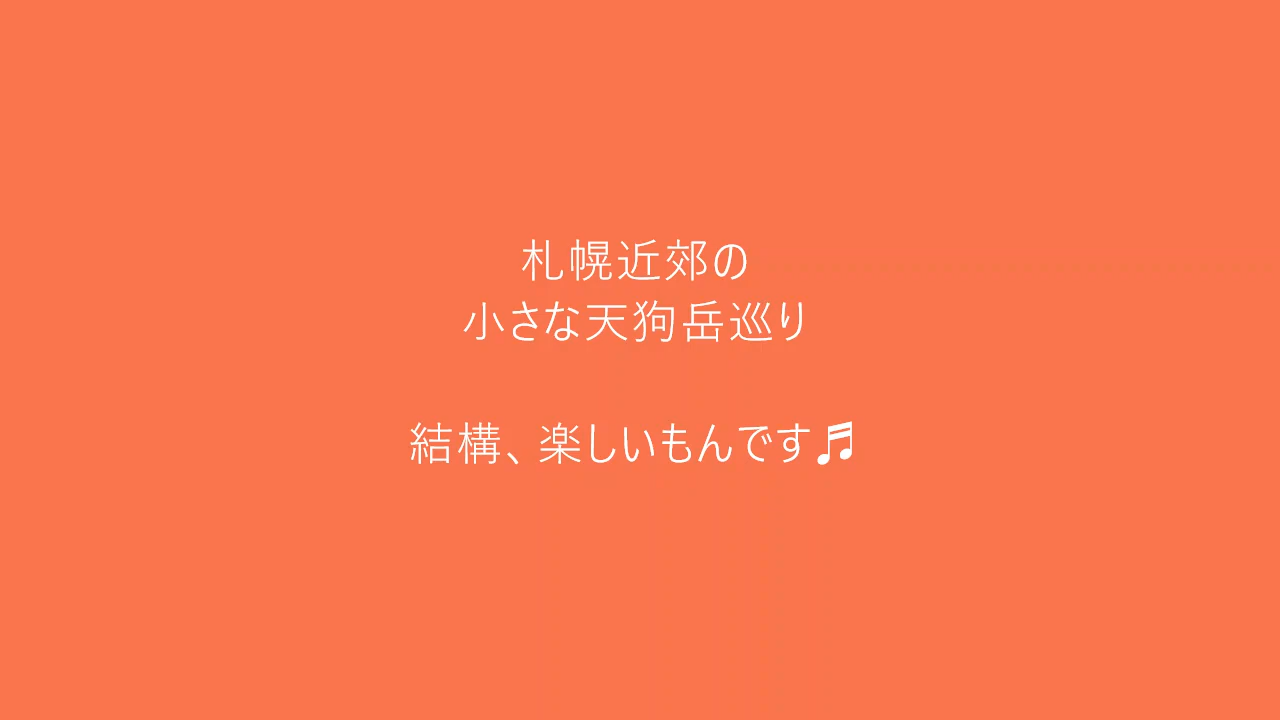 札幌近郊の
小さな天狗岳巡り
結構、楽しいもんです♬